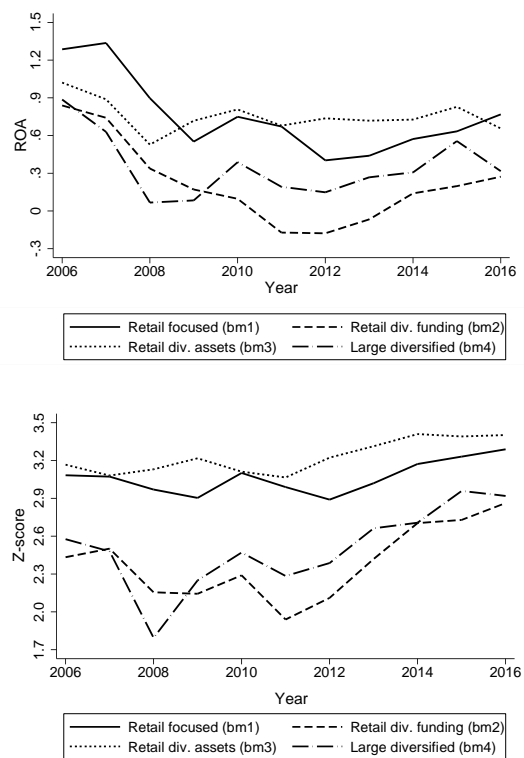 1.5
1.2
.9
.6
.3
0
-.3
ROA
2006 2008 2010 2012 2014 2016
Year
Retail focused (bm1) Retail div. funding (bm2)
Retail div. assets (bm3) Large diversified (bm4)
3.5
3.2
2.9
2.6
2.3
2.0
1.7
Z-score
2006 2008 2010 2012 2014 2016
Year
Retail focused (bm1) Retail div. funding (bm2)
Retail div. assets (bm3) Large diversified (bm4)